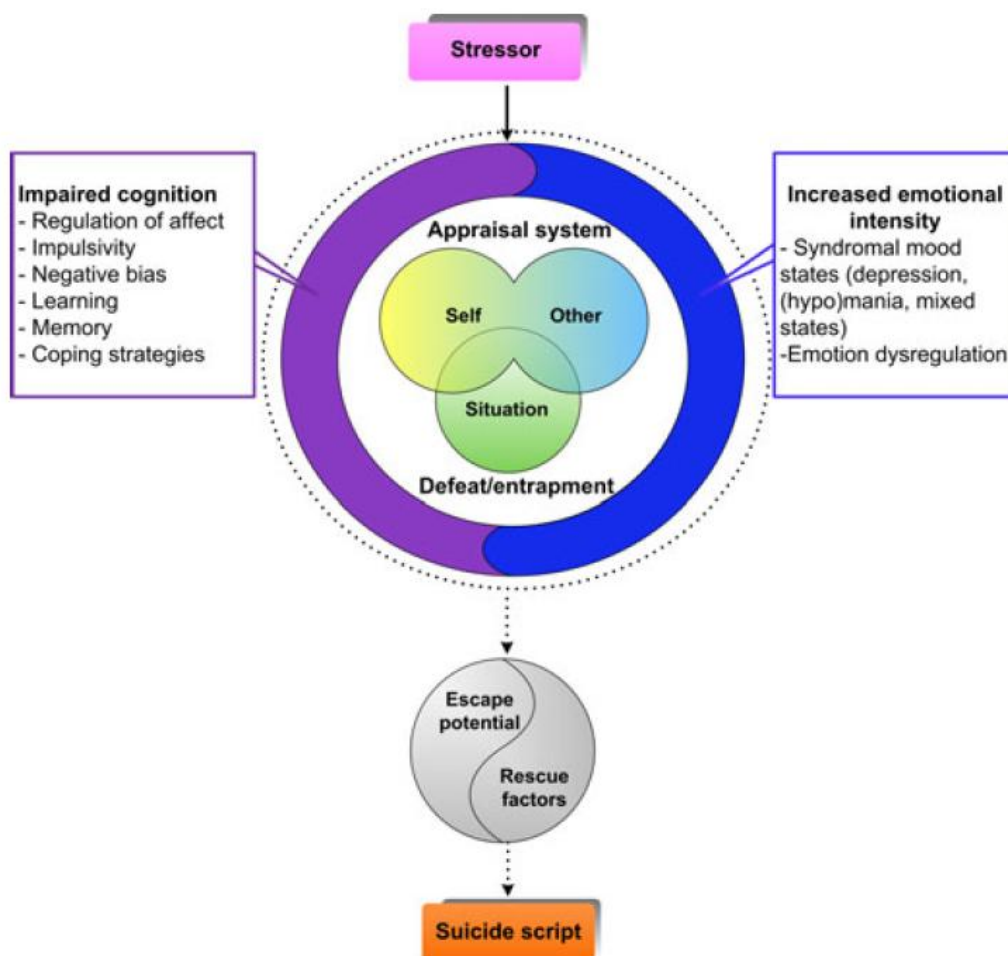 Stressor
Impaired cognition
- Regulation of affect
- Impulsivity
- Negative bias
- Learning
- Memory
- Coping strategies
Increased emotional
intensity
- Syndromal mood
states (depression,
(hypo)mania, mixed
states)
-Emotion dysregulation
Appraisal system
Self
Other
Situation
Defeat/entrapment
Escape
potential
Rescue
factors
Suicide script